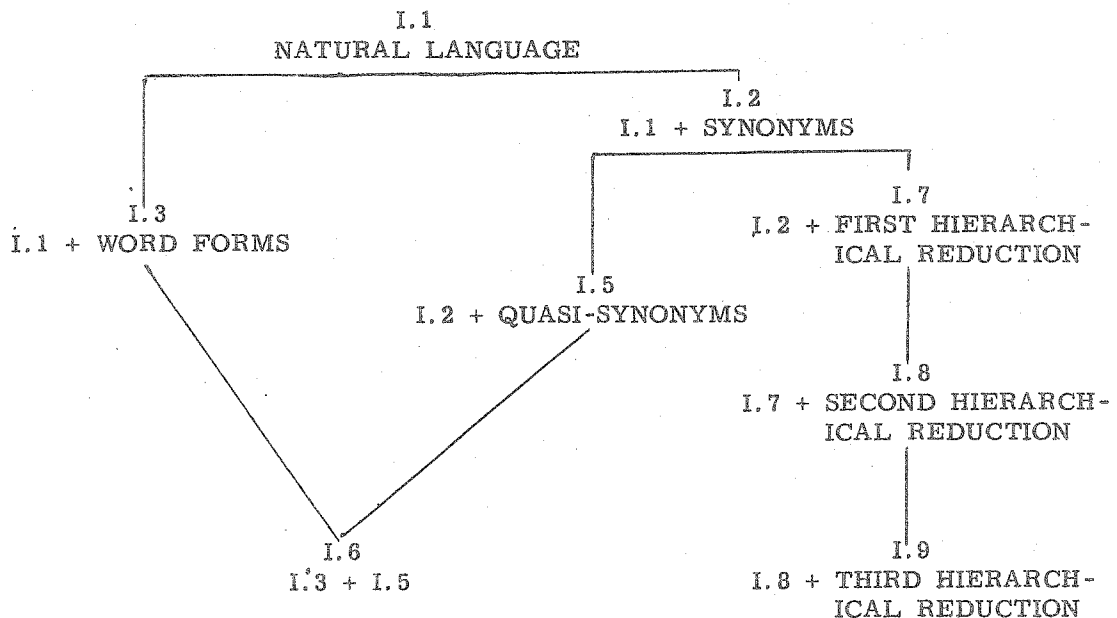 I.1
NATURAL LANGUAGE
I.2
I.1 + SYNONYMS
I.3
I.1 + WORD FORMS
I.7
I.2 + FIRST HIERARCH-
ICAL REDUCTION
I.5
I.2 + QUASI-SYNONYMS
I.8
I.7 + SECOND HIERARCH-
ICAL REDUCTION
I.6
I.3 + I.5
I.9
I.8 + THIRD HIERARCH-
ICAL REDUCTION